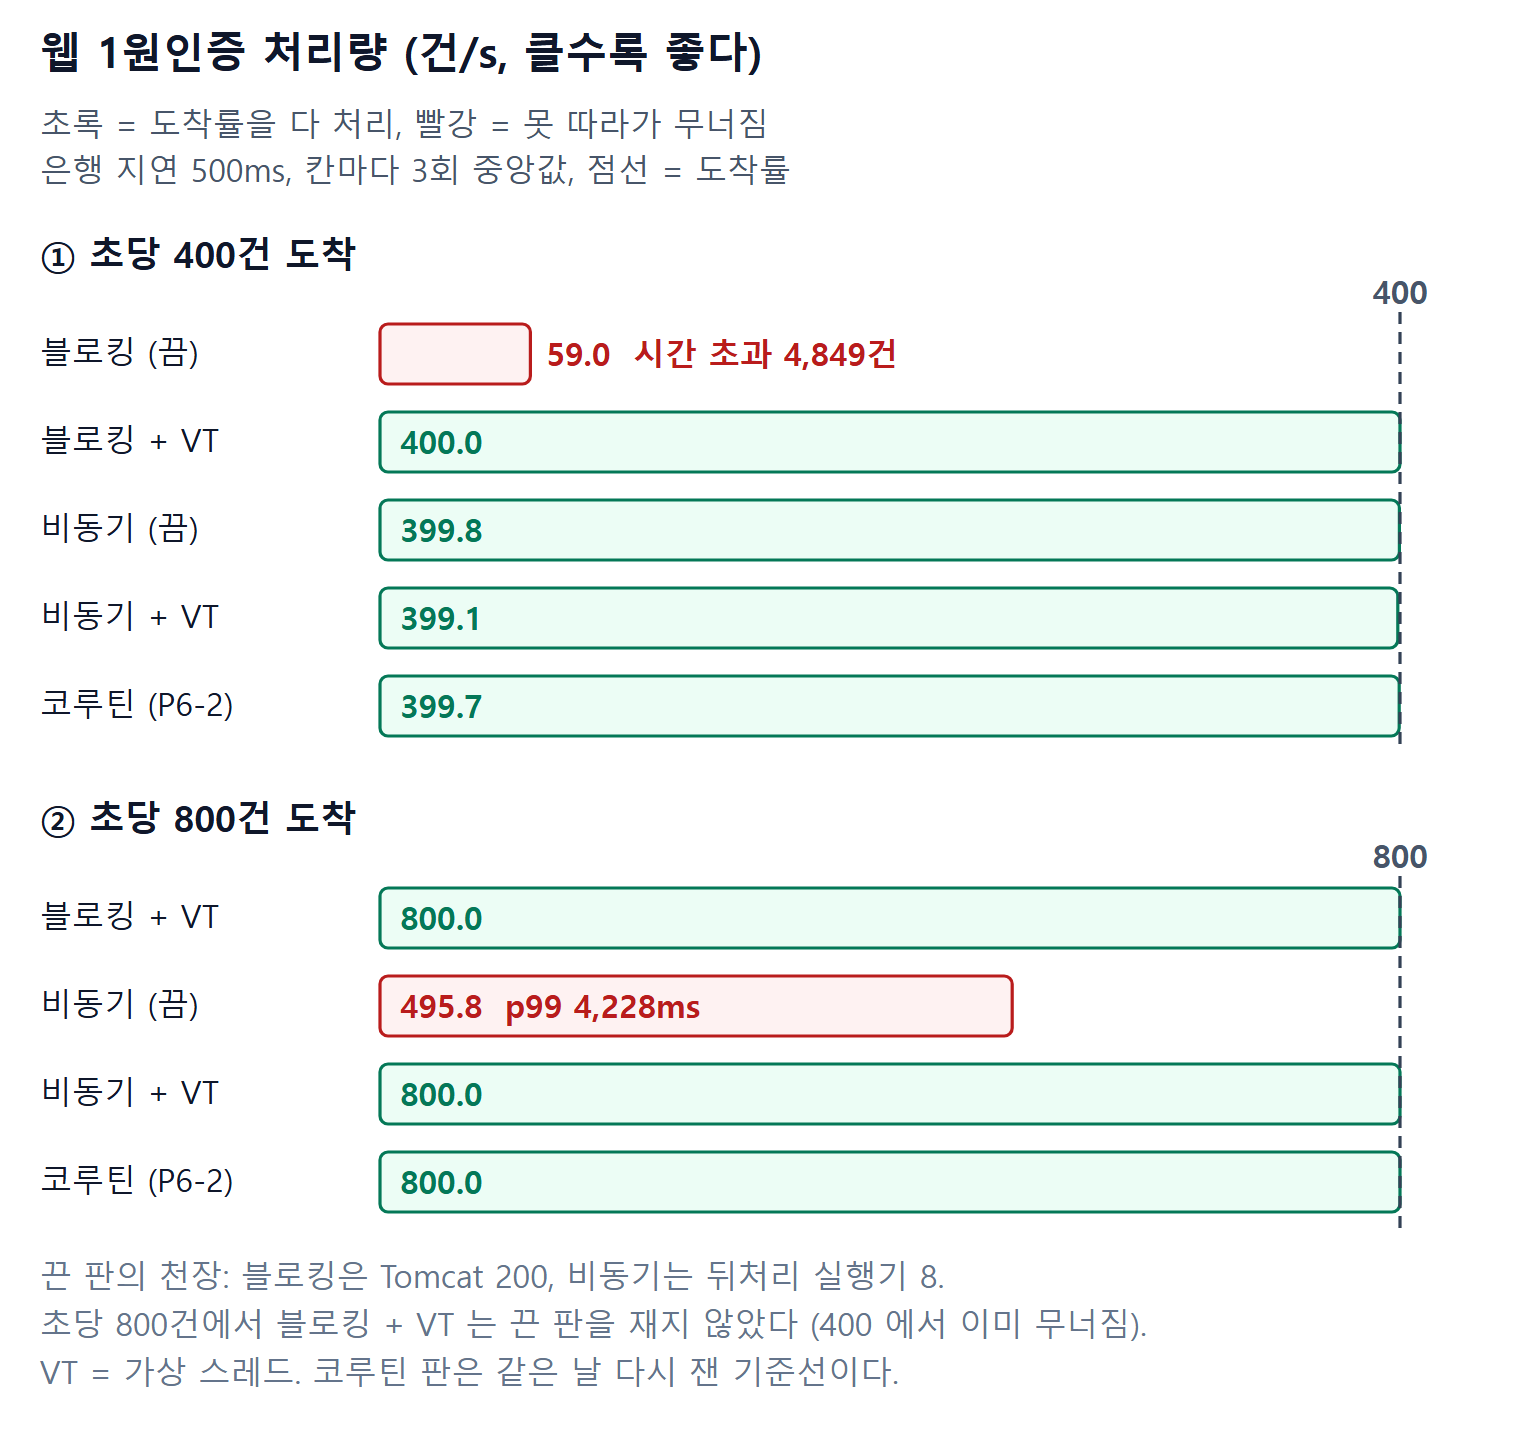 웹 1원인증 처리량 (건/s, 클수록 좋다)
초록 = 도착률을 다 처리, 빨강 = 못 따라가 무너짐
은행 지연 500ms, 칸마다 3회 중앙값, 점선 = 도착률
① 초당 400건 도착
400
블로킹 (끔) 59.0 시간 초과 4,849건
블로킹 + VT 400.0
비동기 (끔) 399.8
비동기 + VT 399.1
코루틴 (P6-2) 399.7
② 초당 800건 도착
800
블로킹 + VT 800.0
비동기 (끔) 495.8 p99 4,228ms
비동기 + VT 800.0
코루틴 (P6-2) 800.0
끈 판의 천장: 블로킹은 Tomcat 200, 비동기는 뒤처리 실행기 8.
초당 800건에서 블로킹 + VT 는 끈 판을 재지 않았다 (400 에서 이미 무너짐).
VT = 가상 스레드. 코루틴 판은 같은 날 다시 잰 기준선이다.